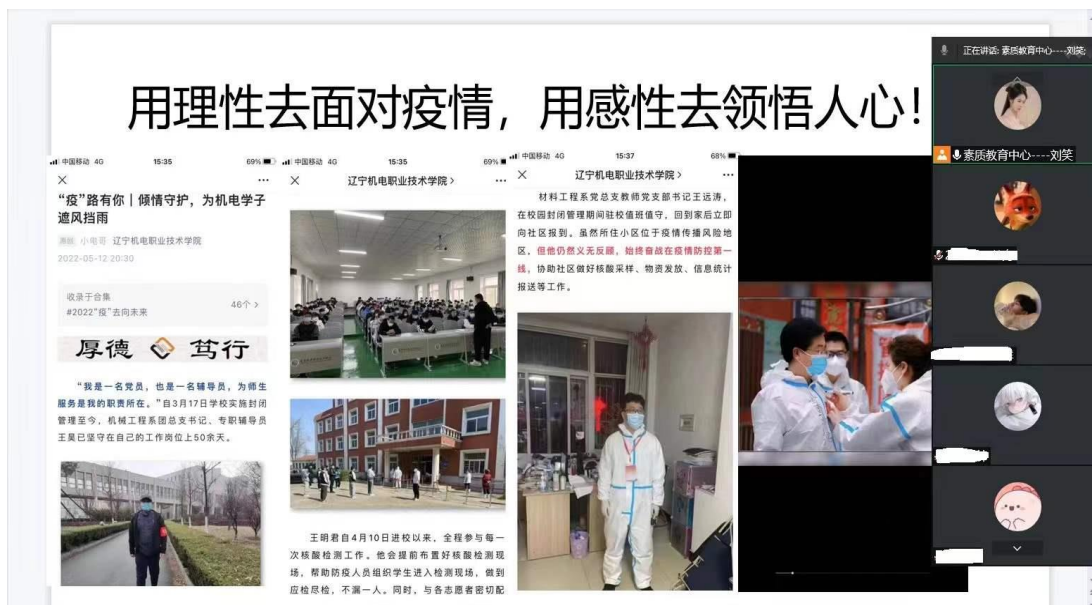 用理性去面对疫情，用感性去领悟人心！
中国移动 4G 15:35 69%
“疫”路有你｜倾情守护，为机电学子
遮风挡雨
原创 小电哥 辽宁机电职业技术学院
2022-05-12 20:30
收录于合集
#2022“疫”去向未来
46个 >
厚德 笃行
“我是一名党员，也是一名辅导员，为师生
服务是我的职责所在。”自3月17日学校实施封闭
管理至今，机械工程系团总支书记、专职辅导员
王昊已坚守在自己的工作岗位上50余天。
中国移动 4G 15:35 69%
辽宁机电职业技术学院 >
王明君自4月10日进校以来，全程参与每一
次核酸检测工作。他会提前布置好核酸检测现
场，帮助防疫人员组织学生进入检测现场，做到
应检尽检，不漏一人。同时，与各志愿者密切配
中国移动 4G 15:37 68%
辽宁机电职业技术学院 >
材料工程系党总支教师党支部书记王远涛，
在校园封闭管理期间驻校值班值守，回到家后立即
向社区报到。虽然所住小区位于疫情传播风险地
区，但他仍然义无反顾，始终奋战在疫情防控第一
线，协助社区做好核酸采样、物资发放、信息统计
报送等工作。
正在讲话: 素质教育中心----刘笑;
素质教育中心----刘笑